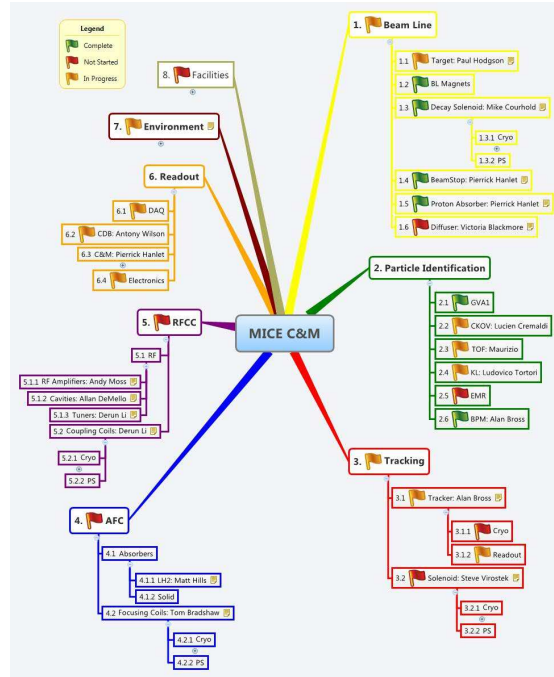 Legend
Complete
Not Started
In Progress
MICE C&M
1. Beam Line
1.1 Target: Paul Hodgson
1.2 BL Magnets
1.3 Decay Solenoid: Mike Courhold
1.3.1 Cryo
1.3.2 PS
1.4 BeamStop: Pierrick Hanlet
1.5 Proton Absorber: Pierrick Hanlet
1.6 Diffuser: Victoria Blackmore
2. Particle Identification
2.1 GVA1
2.2 CKOV: Lucien Cremaldi
2.3 TOF: Maurizio
2.4 KL: Ludovico Tortori
2.5 EMR
2.6 BPM: Alan Bross
3. Tracking
3.1 Tracker: Alan Bross
3.1.1 Cryo
3.1.2 Readout
3.2 Solenoid: Steve Virostek
3.2.1 Cryo
3.2.2 PS
4. AFC
4.1 Absorbers
4.1.1 LH2: Matt Hills
4.1.2 Solid
4.2 Focusing Coils: Tom Bradshaw
4.2.1 Cryo
4.2.2 PS
5. RFCC
5.1 RF
5.1.1 RF Amplifiers: Andy Moss
5.1.2 Cavities: Allan DeMello
5.1.3 Tuners: Derun Li
5.2 Coupling Coils: Derun Li
5.2.1 Cryo
5.2.2 PS
6. Readout
6.1 DAQ
6.2 CDB: Antony Wilson
6.3 C&M: Pierrick Hanlet
6.4 Electronics
7. Environment
8. Facilities